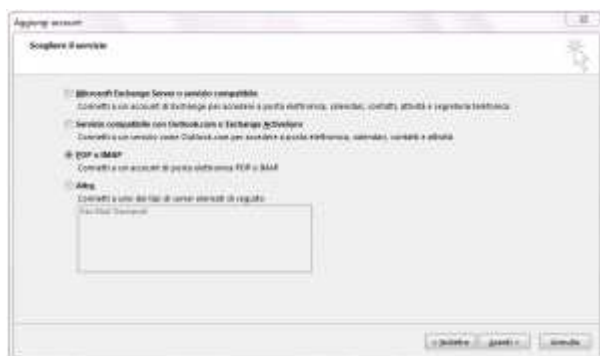 Aggiungi account
Scegliere il servizio
Microsoft Exchange Server o servizio compatibile
Connetti a un account di Exchange per accedere a posta elettronica, calendari, contatti, attività e segreteria telefonica
Servizio compatibile con Outlook.com o Exchange ActiveSync
Connetti a un servizio come Outlook.com per accedere a posta elettronica, calendari, contatti e attività
POP o IMAP
Connetti a un account di posta elettronica POP o IMAP
Altro
Connetti a uno dei tipi di server elencati di seguito
Fax Mail Transport
< Indietro
Avanti >
Annulla